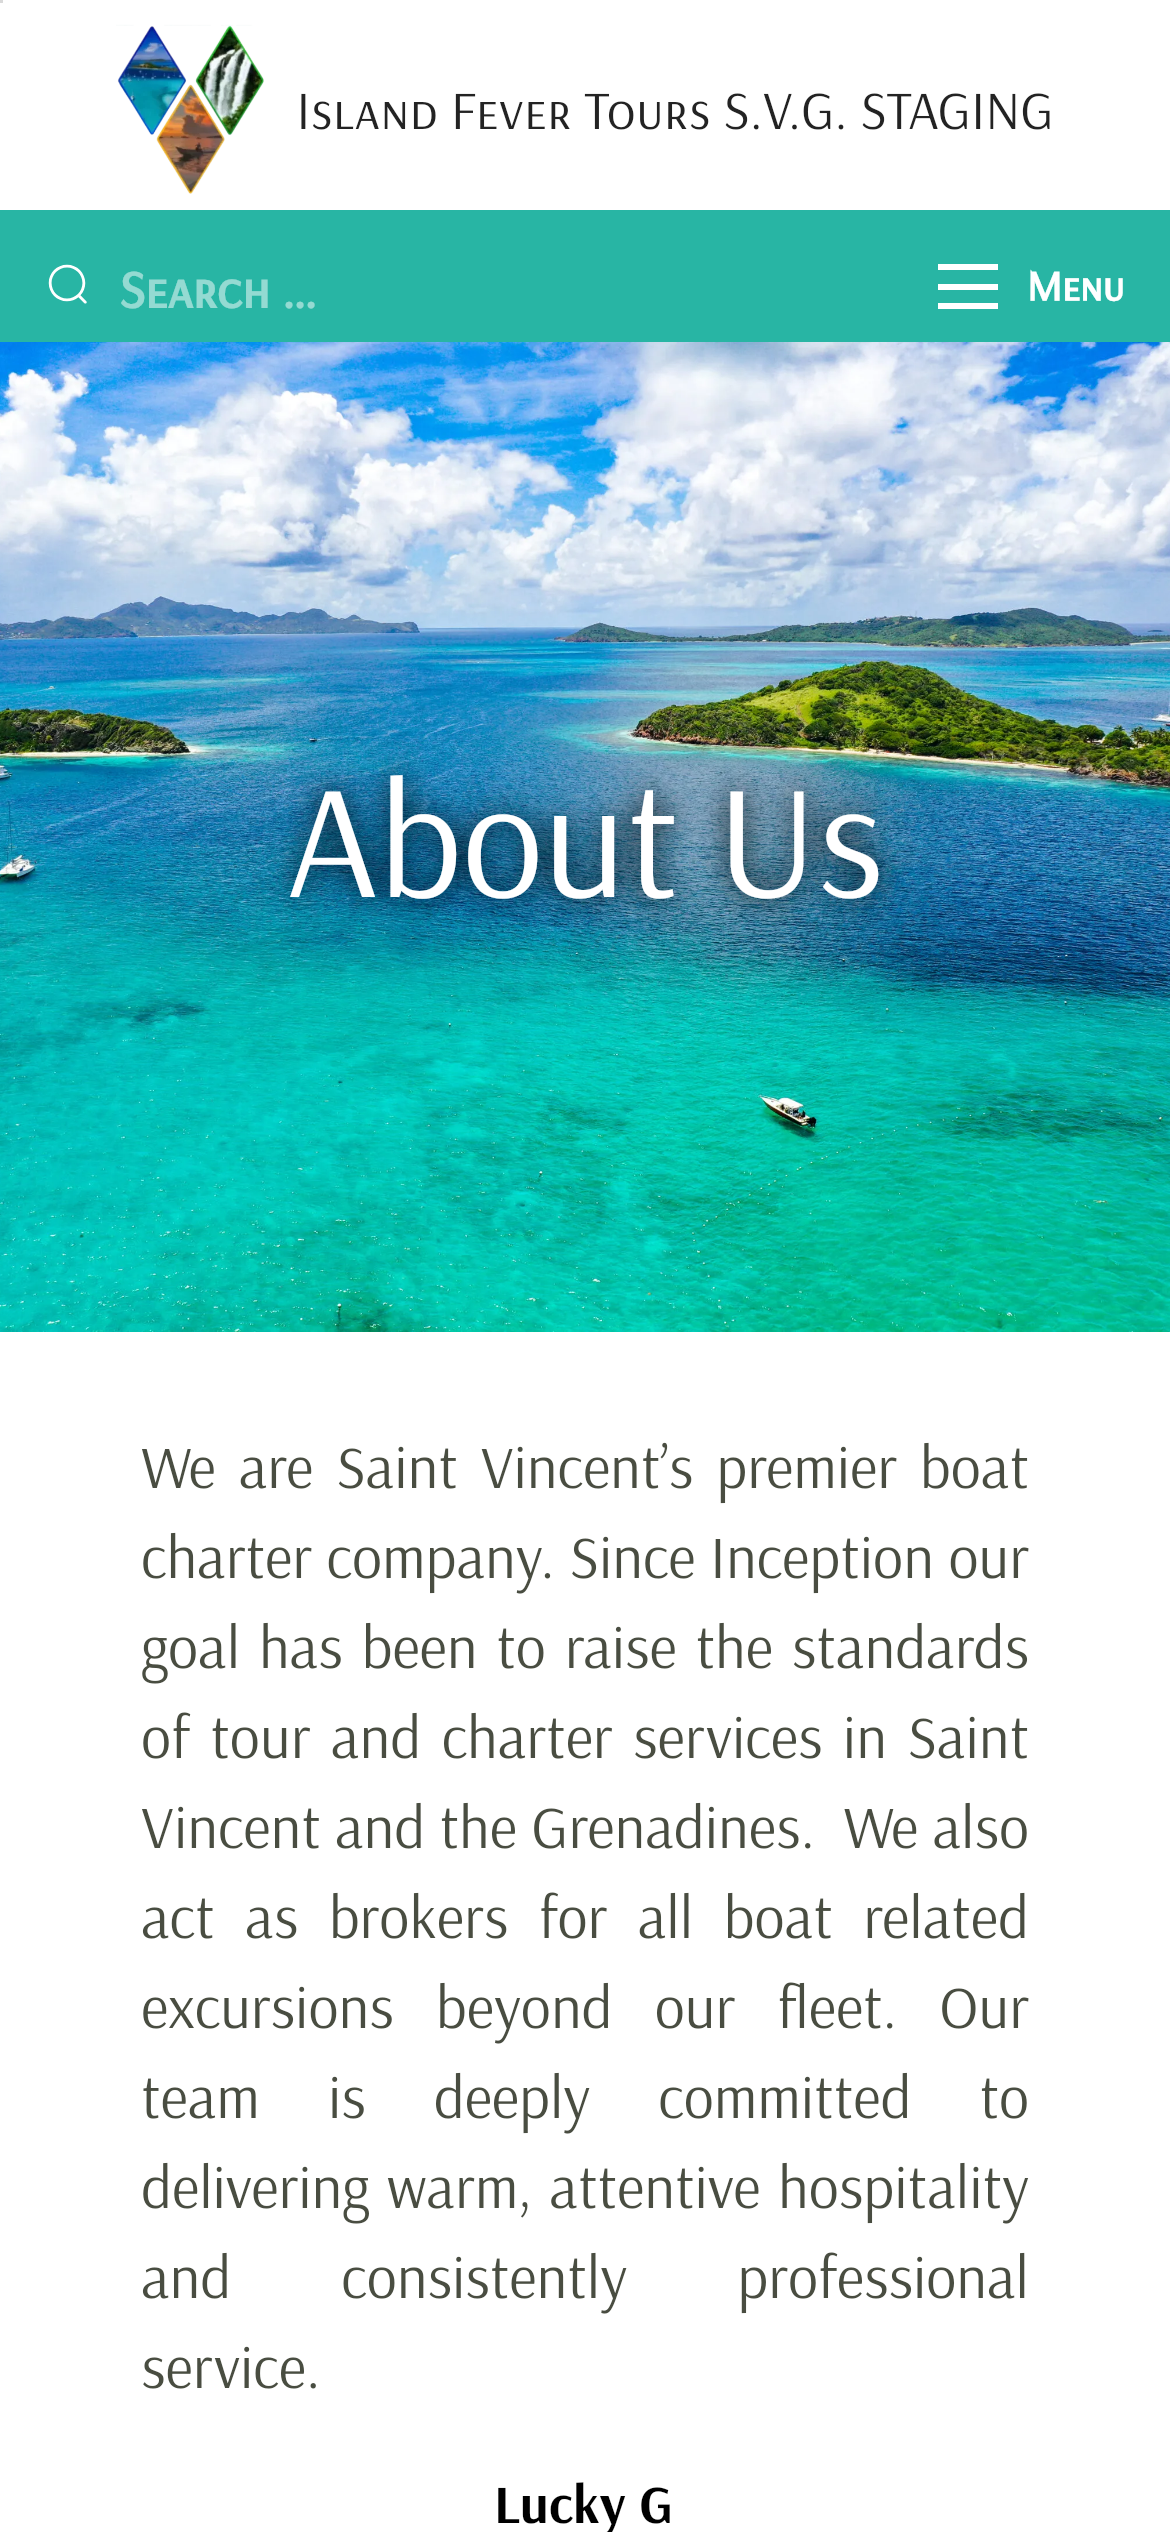 Island Fever Tours S.V.G. STAGING
Search ...
Menu
About Us
We are Saint Vincent’s premier boat
charter company. Since Inception our
goal has been to raise the standards
of tour and charter services in Saint
Vincent and the Grenadines.  We also
act as brokers for all boat related
excursions beyond our fleet. Our
team is deeply committed to
delivering warm, attentive hospitality
and consistently professional
service.
Lucky G